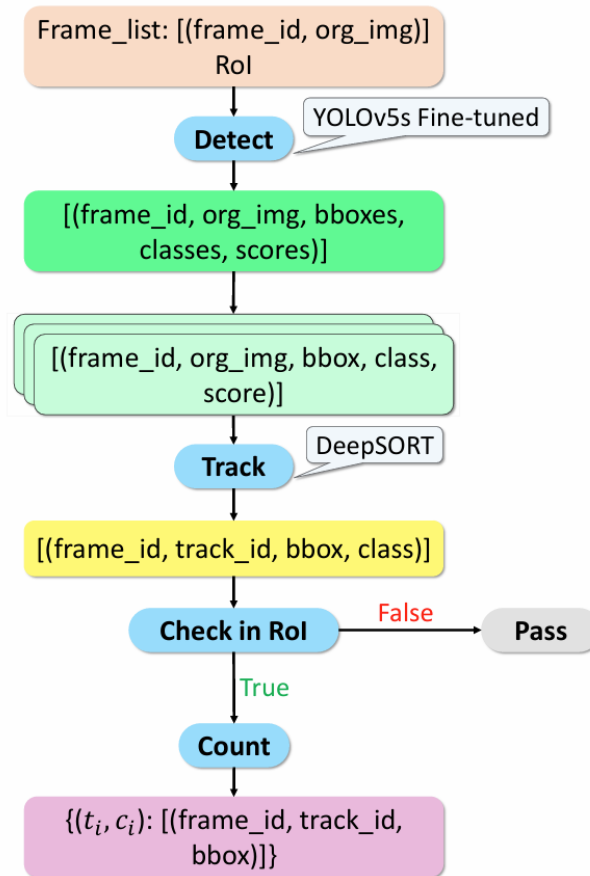 Frame_list: [(frame_id, org_img)]
RoI
YOLOv5s Fine-tuned
Detect
[(frame_id, org_img, bboxes,
classes, scores)]
[(frame_id, org_img, bbox, class,
score)]
DeepSORT
Track
[(frame_id, track_id, bbox, class)]
False
Check in RoI
Pass
True
Count
{(𝑡ᵢ, 𝑐ᵢ): [(frame_id, track_id,
bbox)]}